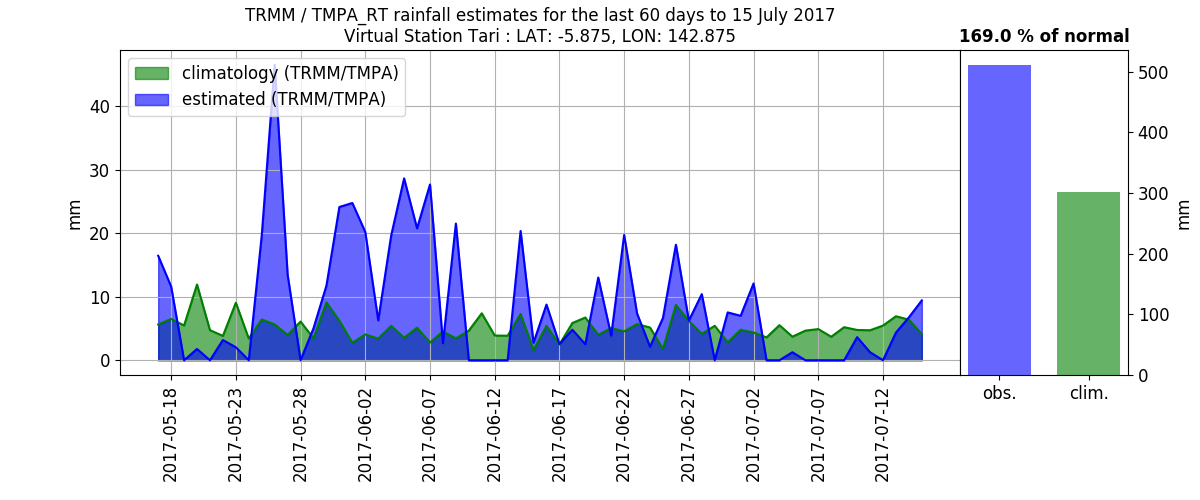 TRMM / TMPA_RT rainfall estimates for the last 60 days to 15 July 2017
Virtual Station Tari : LAT: -5.875, LON: 142.875
169.0 % of normal
climatology (TRMM/TMPA)
estimated (TRMM/TMPA)
mm
40
30
20
10
0
2017-05-18
2017-05-23
2017-05-28
2017-06-02
2017-06-07
2017-06-12
2017-06-17
2017-06-22
2017-06-27
2017-07-02
2017-07-07
2017-07-12
500
400
300
200
100
0
mm
obs.
clim.